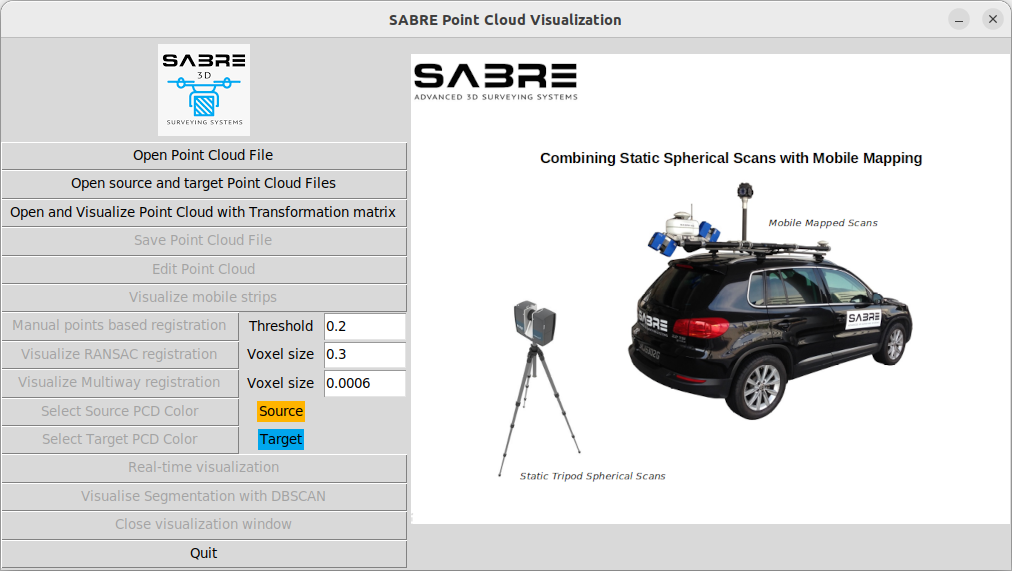 SABRE Point Cloud Visualization
SABRE
3D
SURVEYING SYSTEMS
Open Point Cloud File
Open source and target Point Cloud Files
Open and Visualize Point Cloud with Transformation matrix
Save Point Cloud File
Edit Point Cloud
Visualize mobile strips
Manual points based registration Threshold 0.2
Visualize RANSAC registration Voxel size 0.3
Visualize Multiway registration Voxel size 0.0006
Select Source PCD Color Source
Select Target PCD Color Target
Real-time visualization
Visualise Segmentation with DBSCAN
Close visualization window
Quit
SABRE
ADVANCED 3D SURVEYING SYSTEMS
Combining Static Spherical Scans with Mobile Mapping
Mobile Mapped Scans
SABRE
SABRE
Static Tripod Spherical Scans